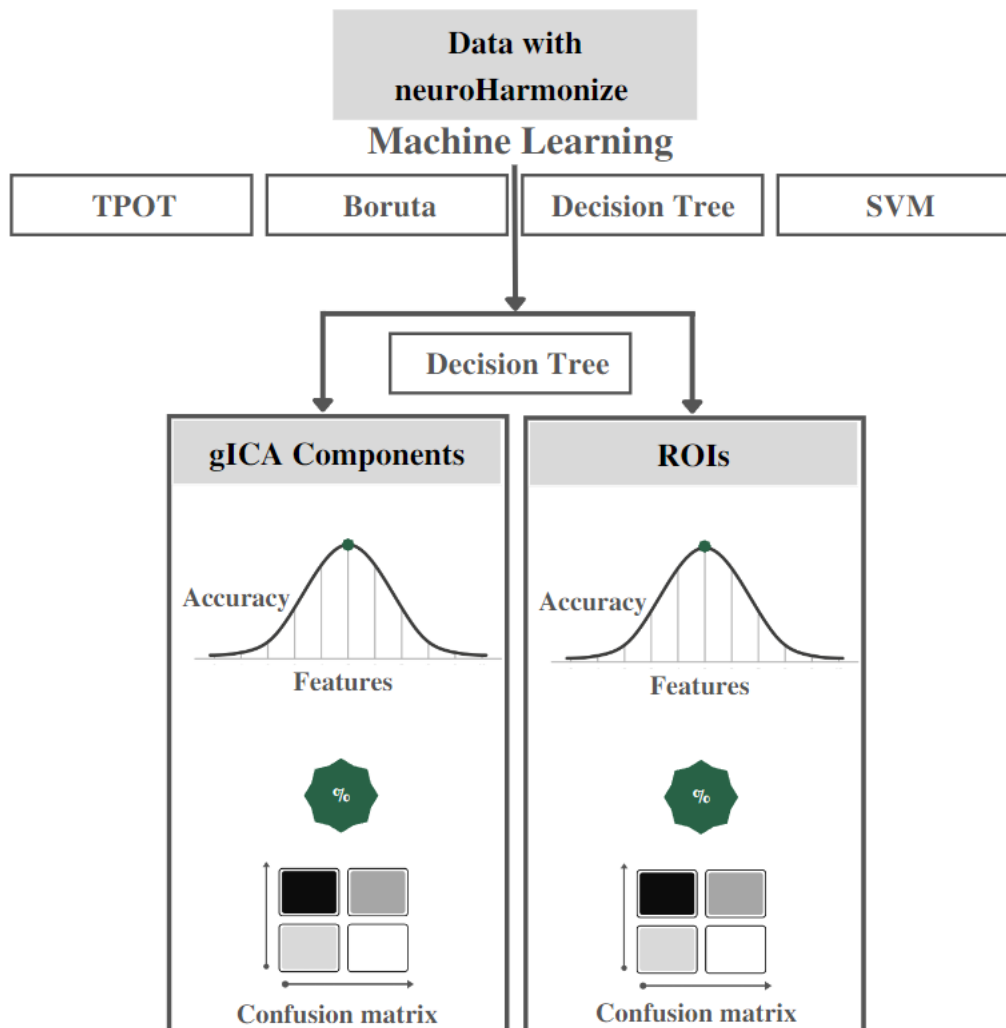 Data with
neuroHarmonize
Machine Learning
TPOT
Boruta
Decision Tree
SVM
Decision Tree
gICA Components
Accuracy
Features
%
Confusion matrix
ROIs
Accuracy
Features
%
Confusion matrix